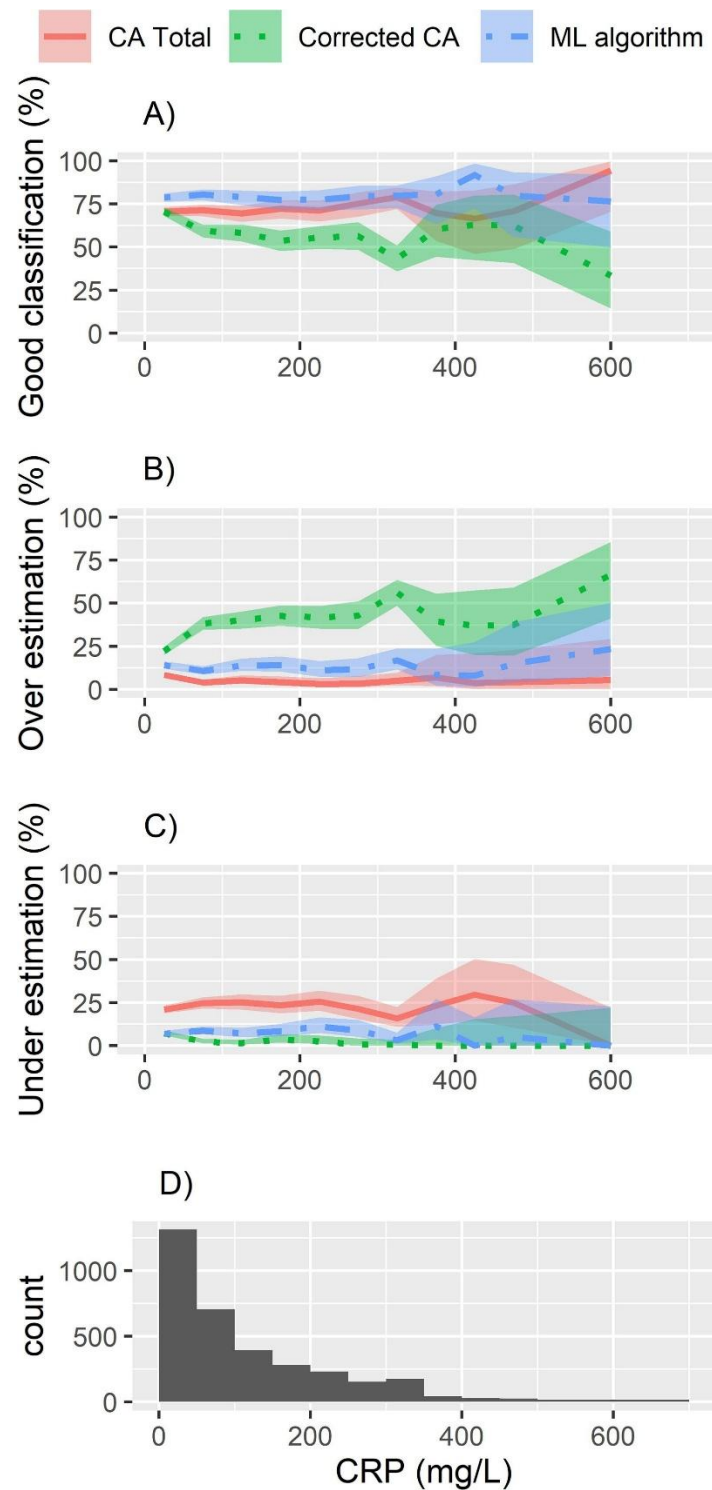 CA Total Corrected CA ML algorithm
A)
Good classification (%)
100
75
50
25
0
0 200 400 600
B)
Over estimation (%)
100
75
50
25
0
0 200 400 600
C)
Under estimation (%)
100
75
50
25
0
0 200 400 600
D)
count
1000
500
0
0 200 400 600
CRP (mg/L)